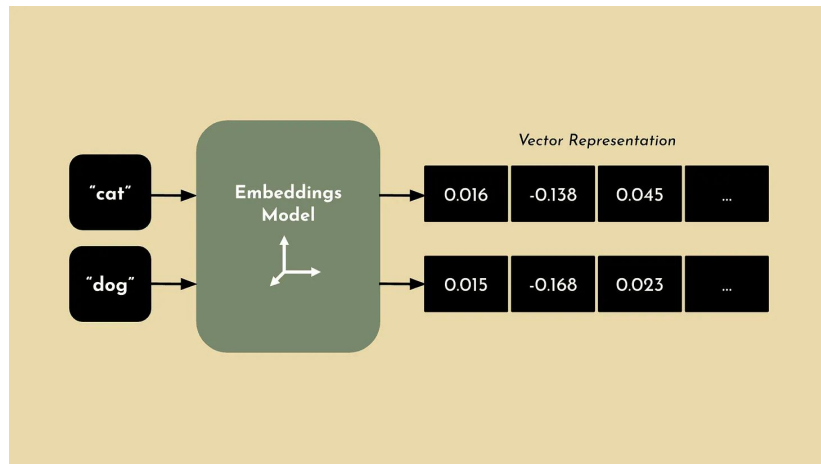 Vector Representation
“cat”
Embeddings
Model
0.016 -0.138 0.045 ...
“dog”
0.015 -0.168 0.023 ...